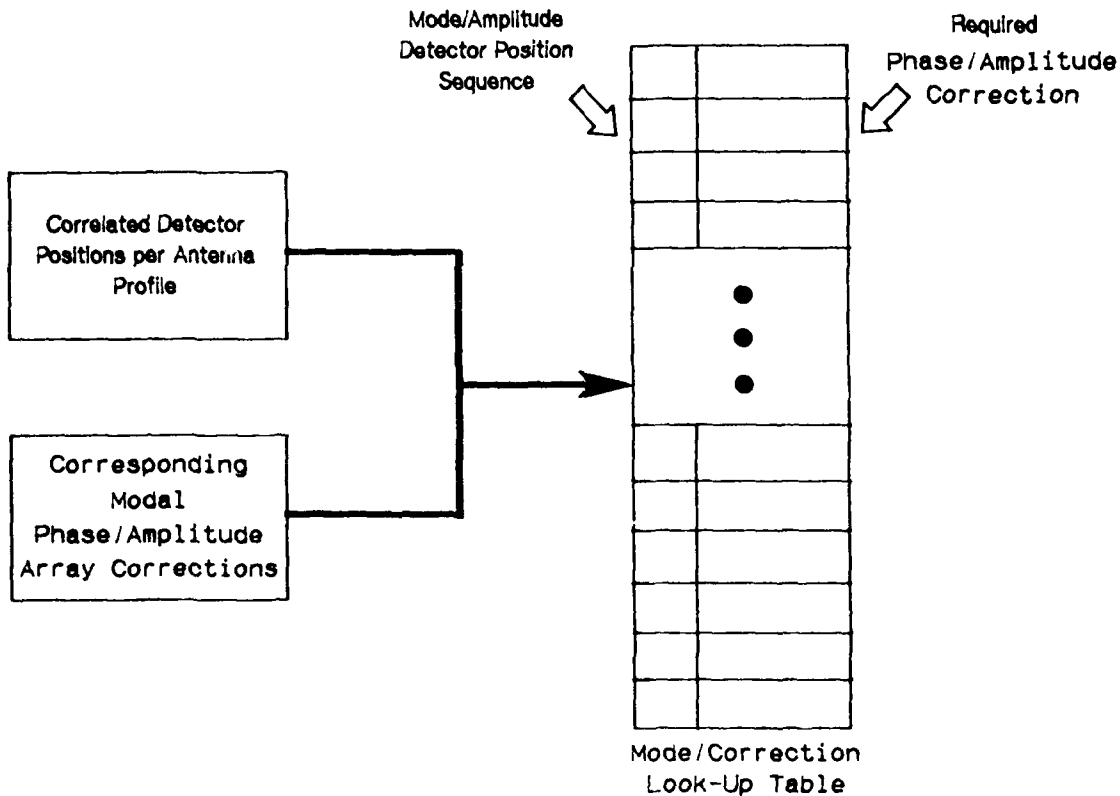 Mode/Amplitude
Detector Position
Sequence
Required
Phase/Amplitude
Correction
Correlated Detector
Positions per Antenna
Profile
Corresponding
Modal
Phase/Amplitude
Array Corrections
Mode/Correction
Look-Up Table